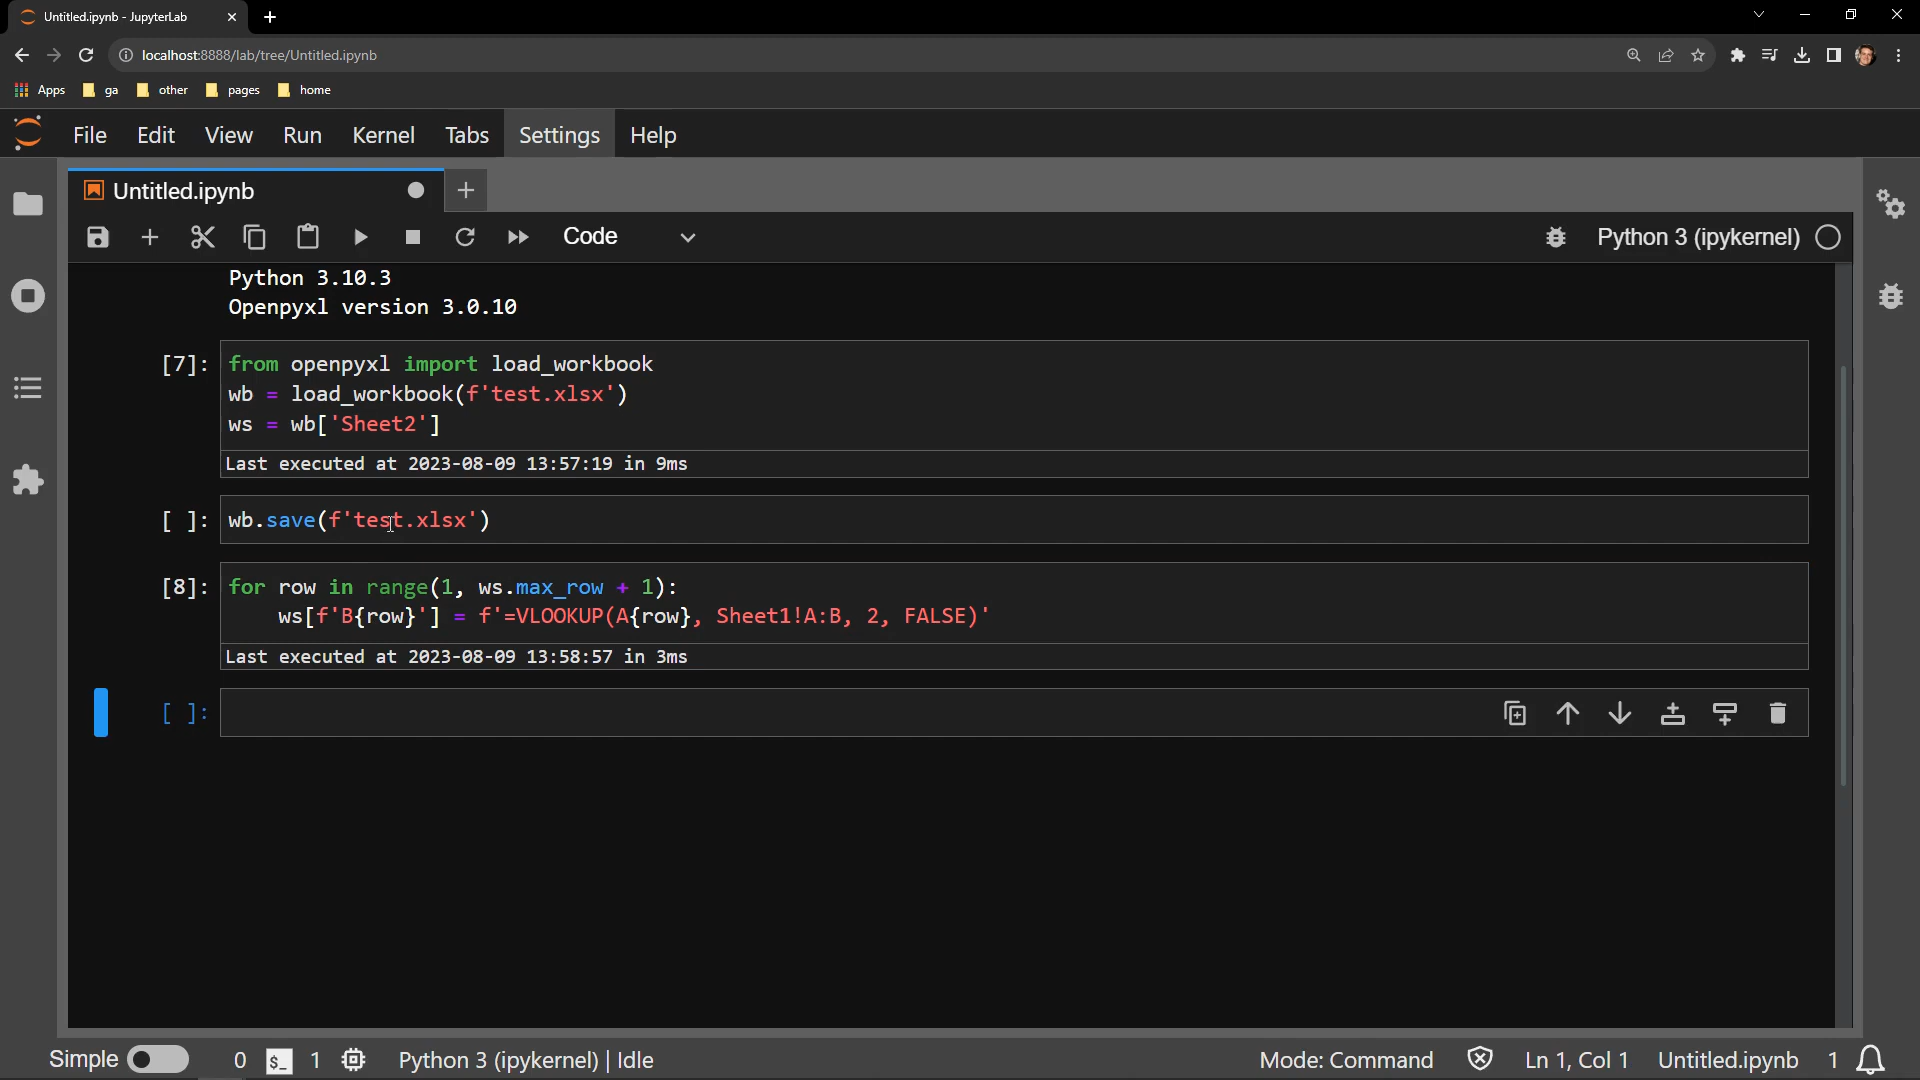 Untitled.ipynb - JupyterLab
localhost:8888/lab/tree/Untitled.ipynb
Apps ga other pages home
File Edit View Run Kernel Tabs Settings Help
Untitled.ipynb
Code Python 3 (ipykernel)
Python 3.10.3
Openpyxl version 3.0.10
[7]: from openpyxl import load_workbook
wb = load_workbook(f'test.xlsx')
ws = wb['Sheet2']
Last executed at 2023-08-09 13:57:19 in 9ms
[ ]: wb.save(f'test.xlsx')
[8]: for row in range(1, ws.max_row + 1):
ws[f'B{row}'] = f'=VLOOKUP(A{row}, Sheet1!A:B, 2, FALSE)'
Last executed at 2023-08-09 13:58:57 in 3ms
[ ]:
Simple 0 $_ 1 Python 3 (ipykernel) | Idle Mode: Command Ln 1, Col 1 Untitled.ipynb 1